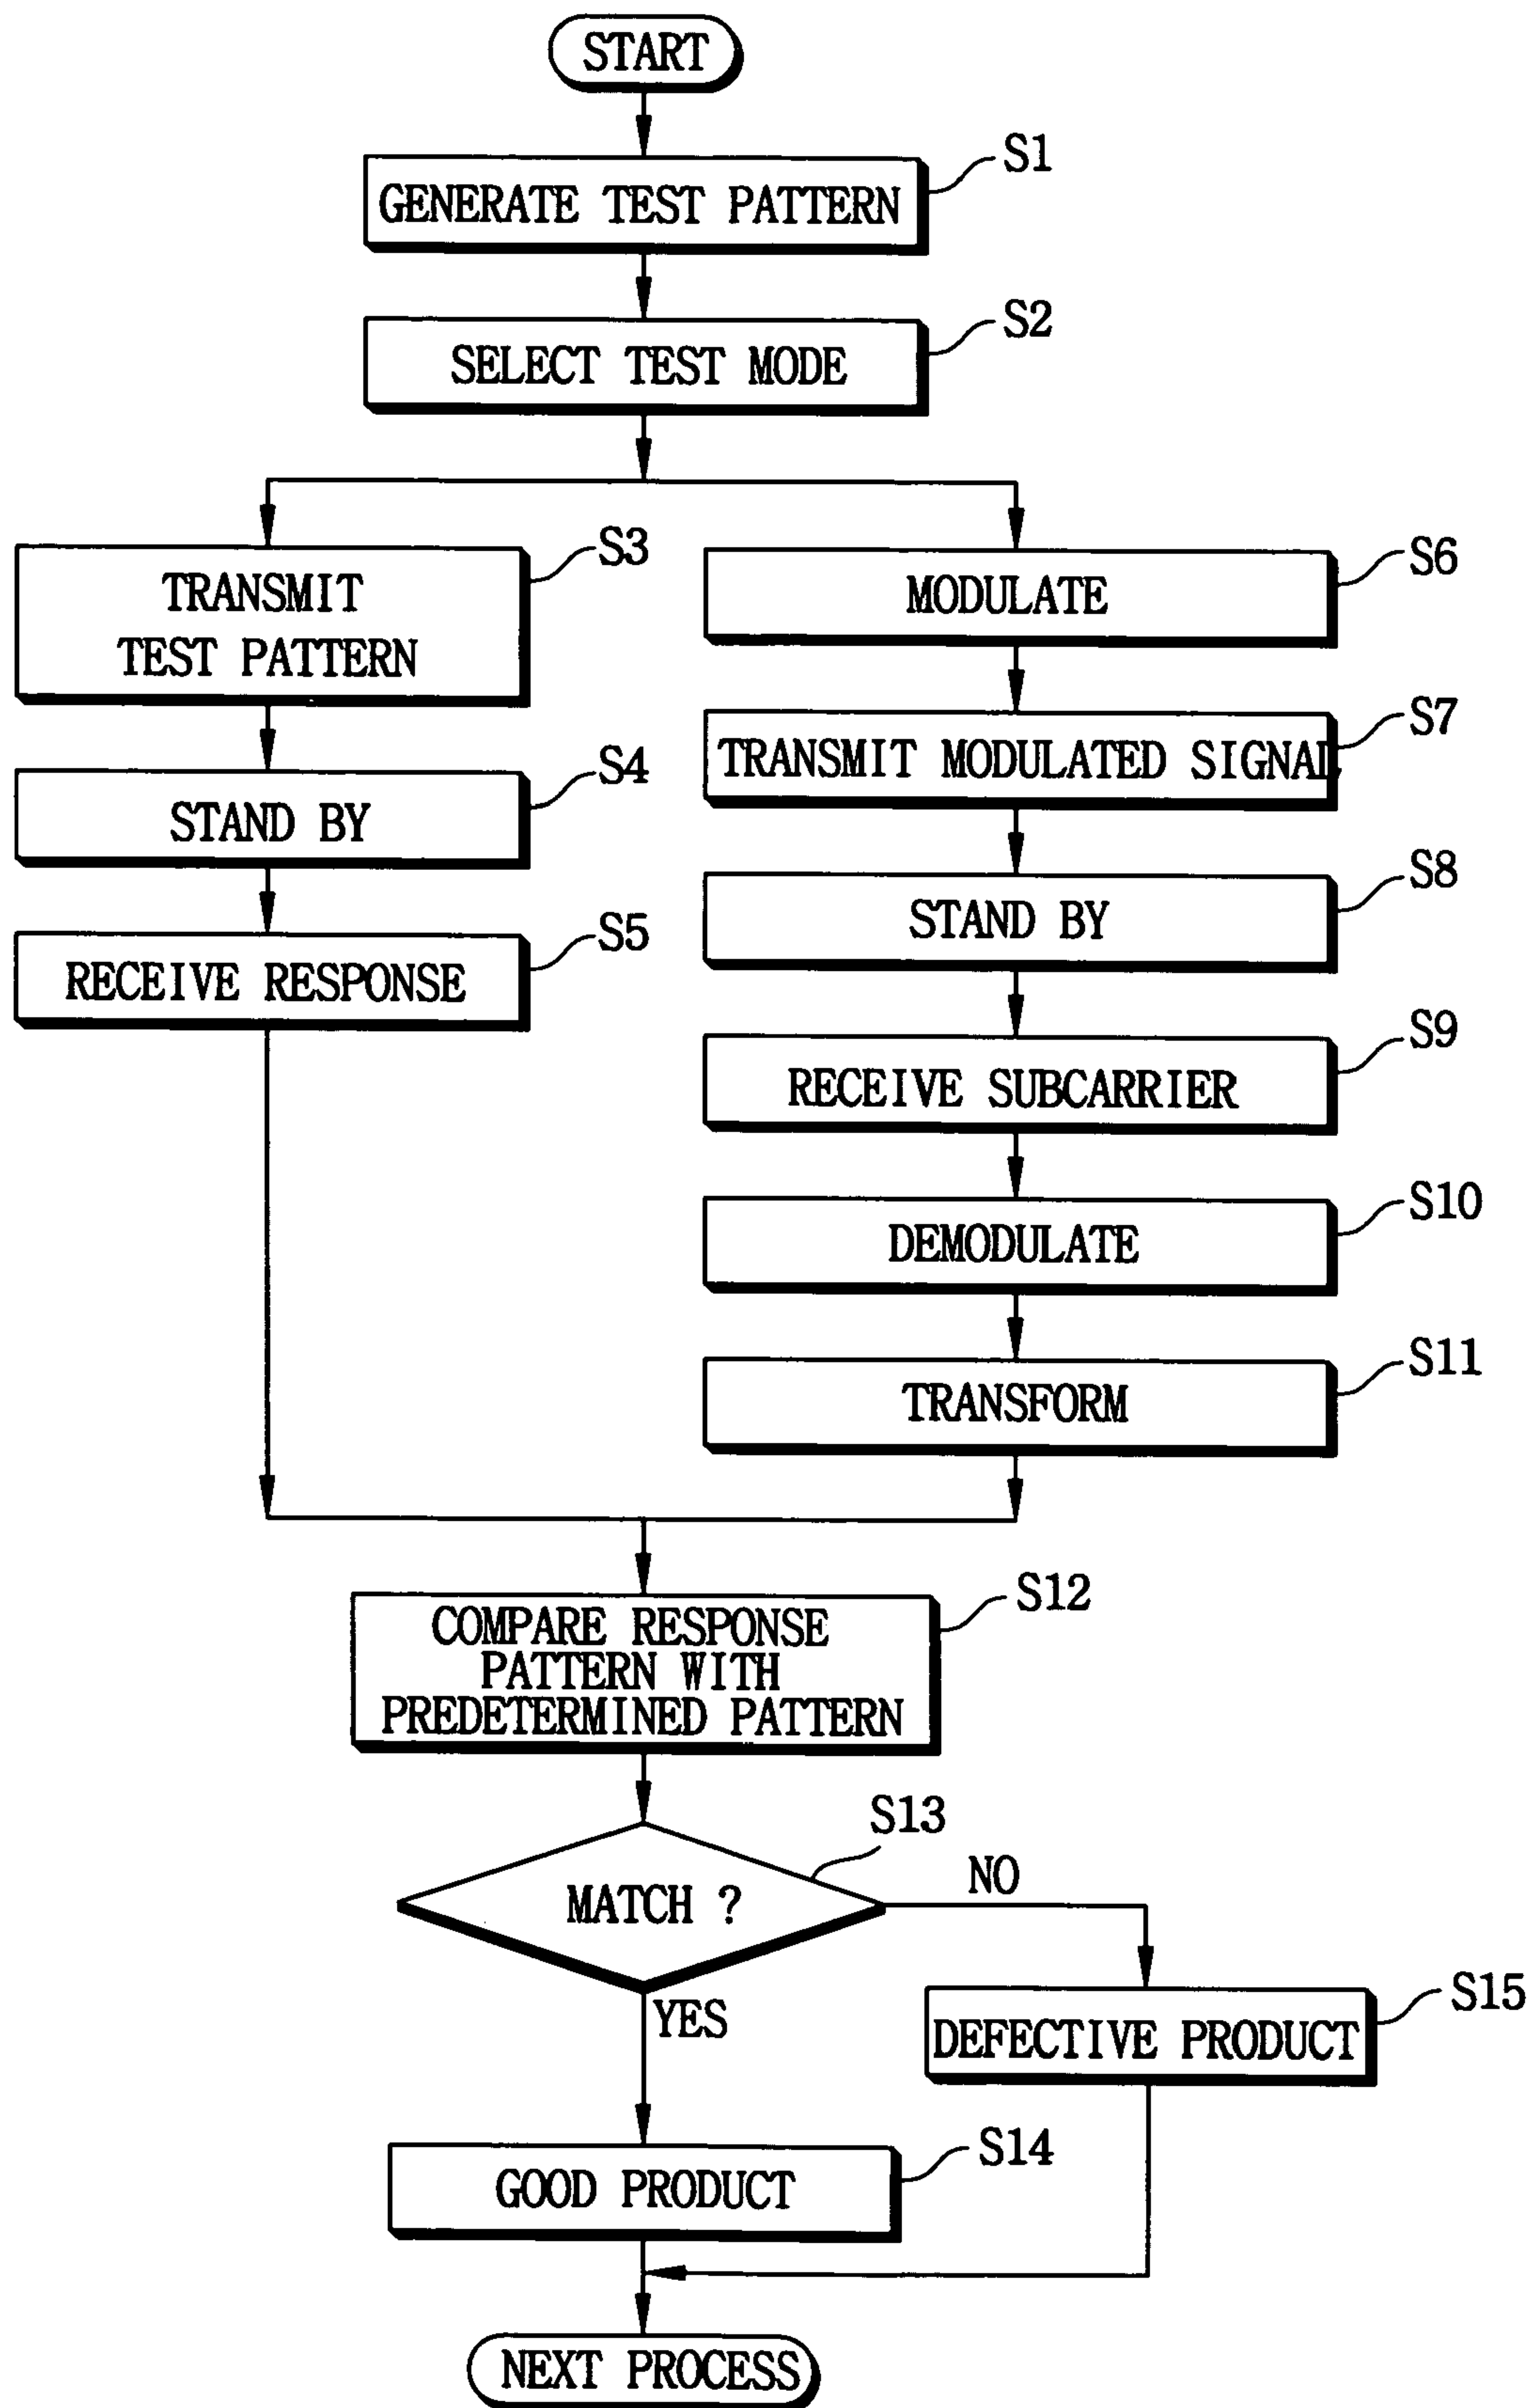 START
S1
GENERATE TEST PATTERN
S2
SELECT TEST MODE
S3
TRANSMIT
TEST PATTERN
S4
STAND BY
S5
RECEIVE RESPONSE
S6
MODULATE
S7
TRANSMIT MODULATED SIGNAL
S8
STAND BY
S9
RECEIVE SUBCARRIER
S10
DEMODULATE
S11
TRANSFORM
S12
COMPARE RESPONSE
PATTERN WITH
PREDETERMINED PATTERN
S13
MATCH ?
NO
YES
S15
DEFECTIVE PRODUCT
S14
GOOD PRODUCT
NEXT PROCESS